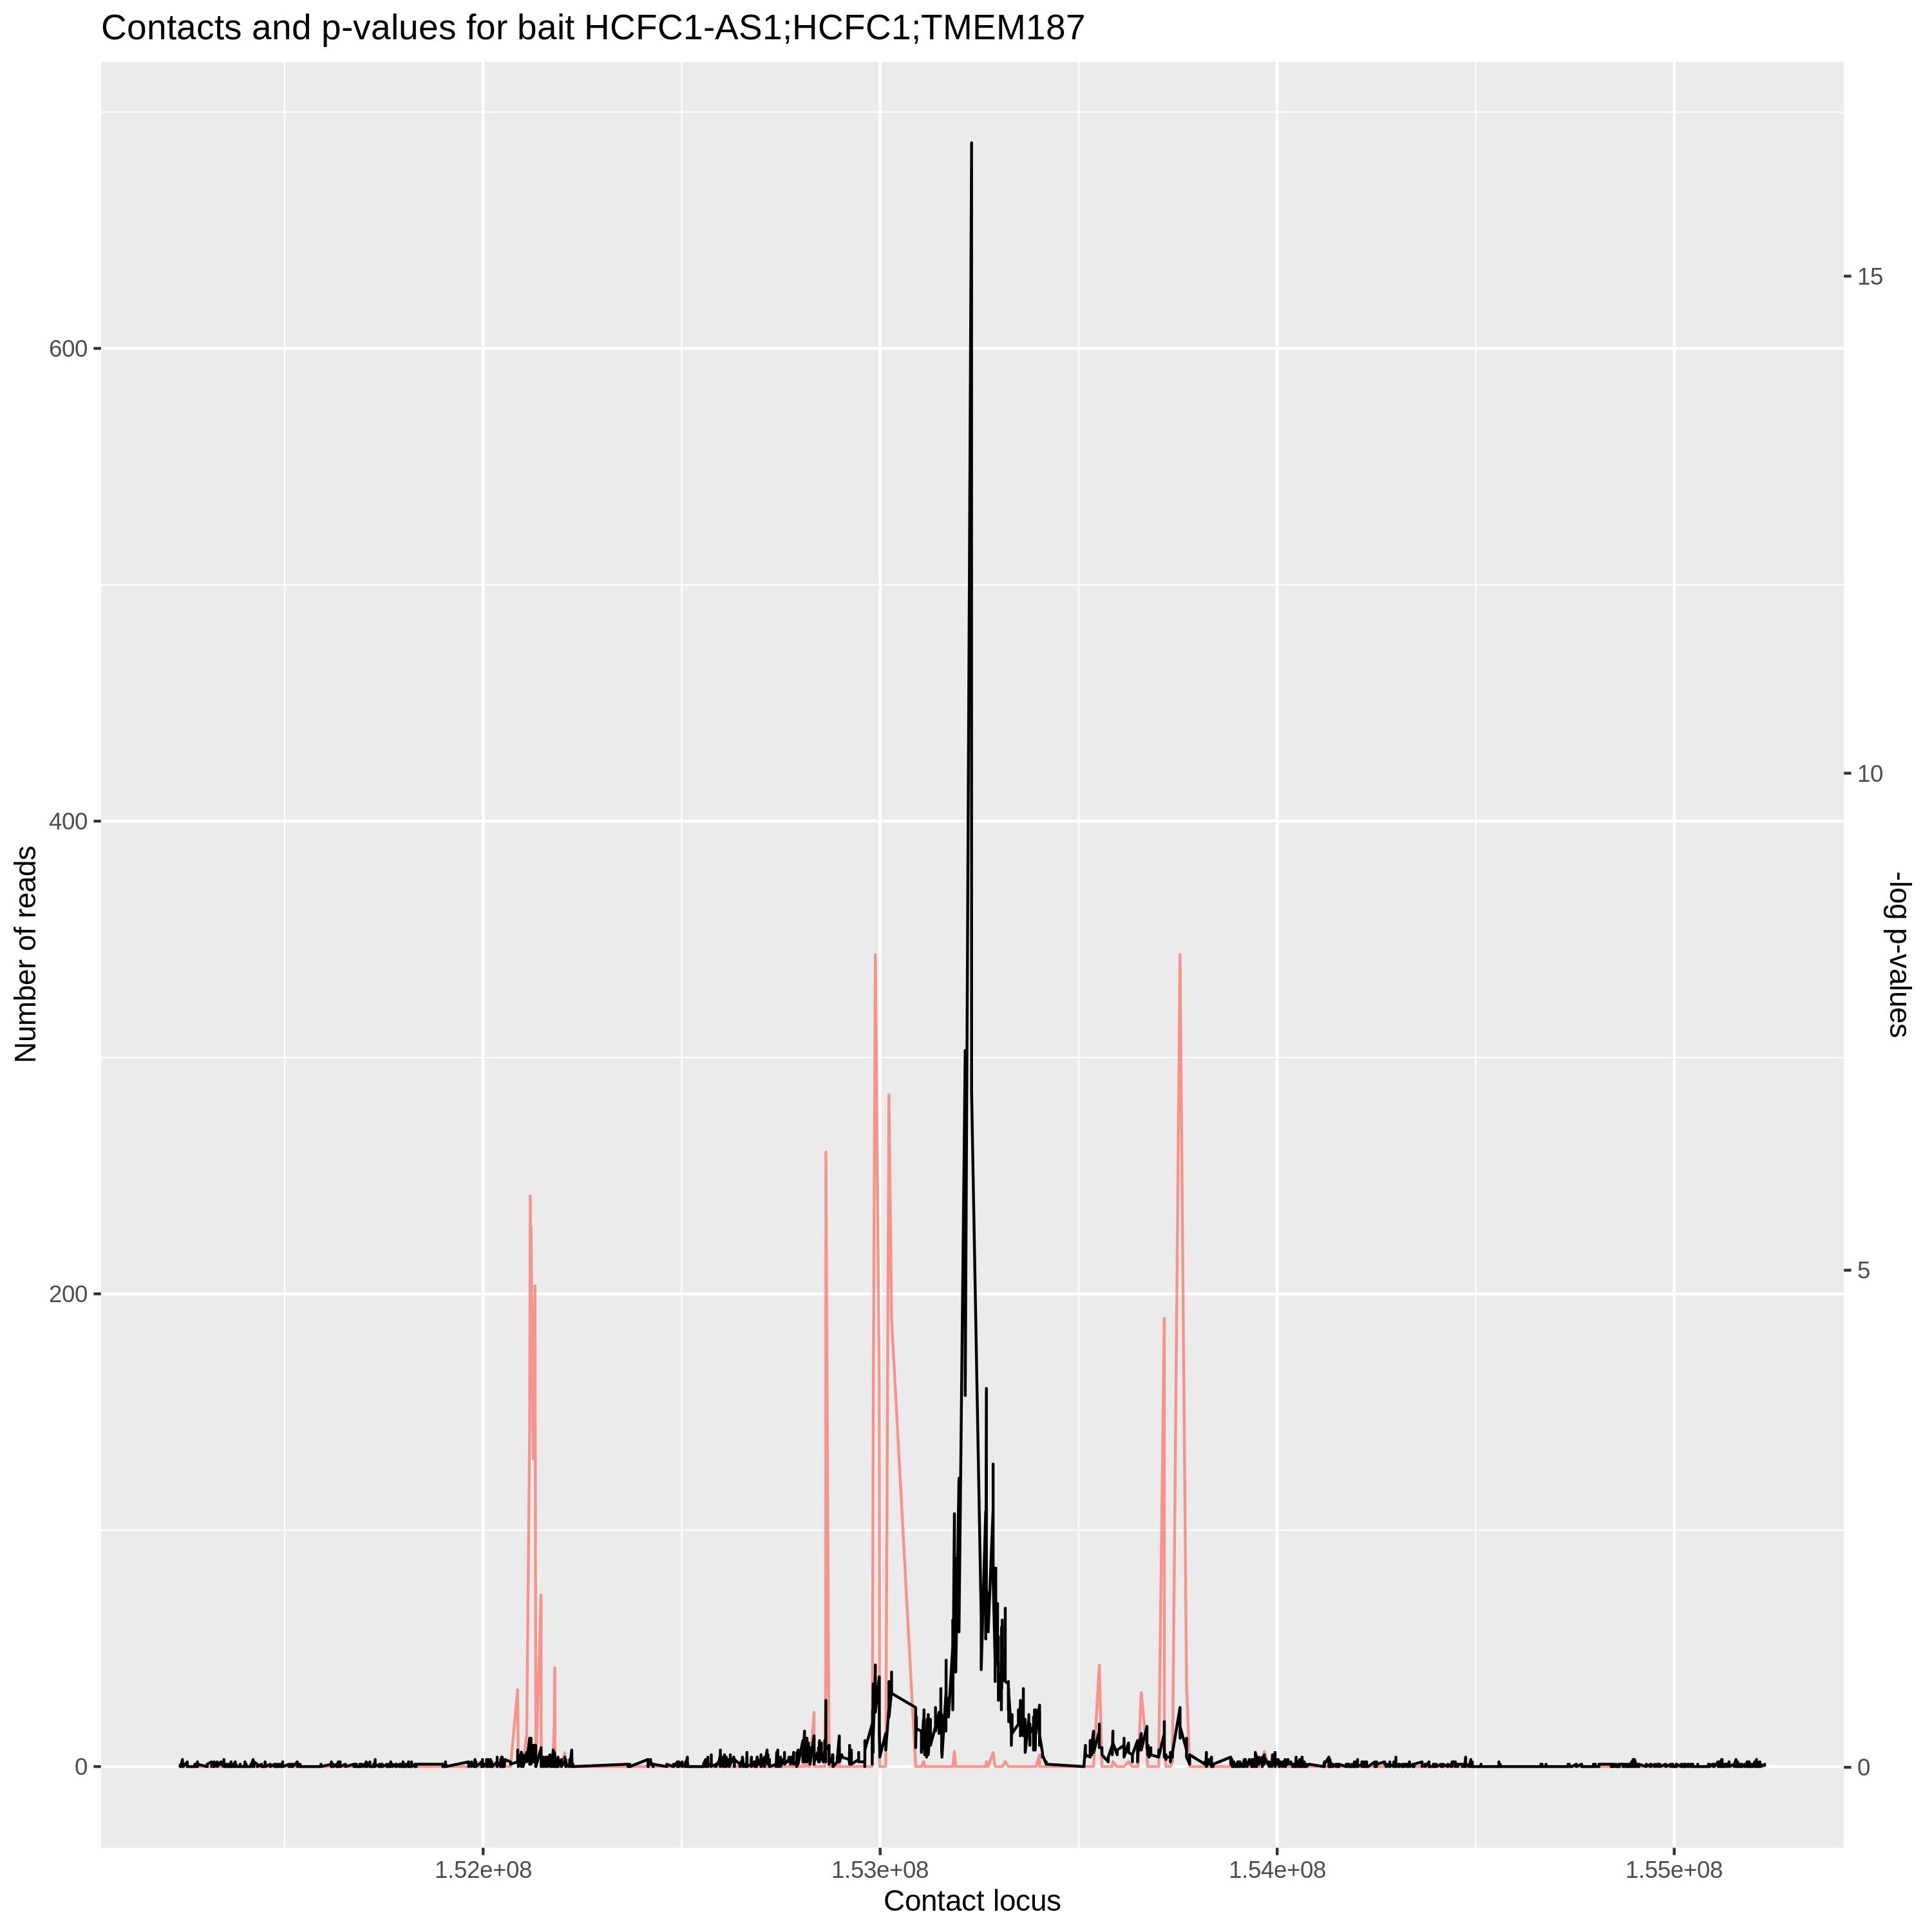 Contacts and p-values for bait HCFC1-AS1;HCFC1;TMEM187
Number of reads
600
400
200
0
15
10
5
0
-log p-values
1.52e+08
1.53e+08
1.54e+08
1.55e+08
Contact locus